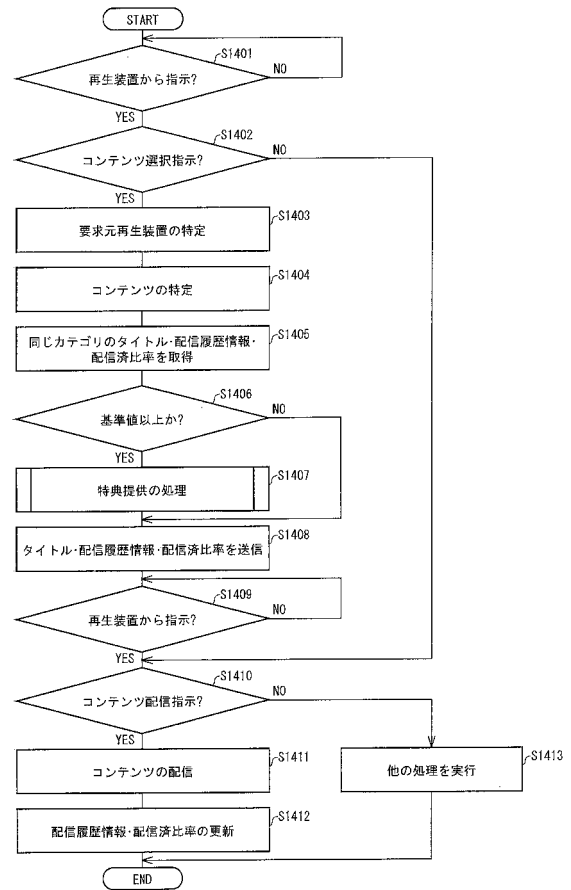 START
S1401
再生装置から指示?
NO
YES
S1402
コンテンツ選択指示?
NO
YES
S1403
要求元再生装置の特定
S1404
コンテンツの特定
S1405
同じカテゴリのタイトル・配信履歴情報・
配信済比率を取得
S1406
基準値以上か?
NO
YES
S1407
特典提供の処理
S1408
タイトル・配信履歴情報・配信済比率を送信
S1409
再生装置から指示?
NO
YES
S1410
コンテンツ配信指示?
NO
YES
S1411
コンテンツの配信
S1413
他の処理を実行
S1412
配信履歴情報・配信済比率の更新
END